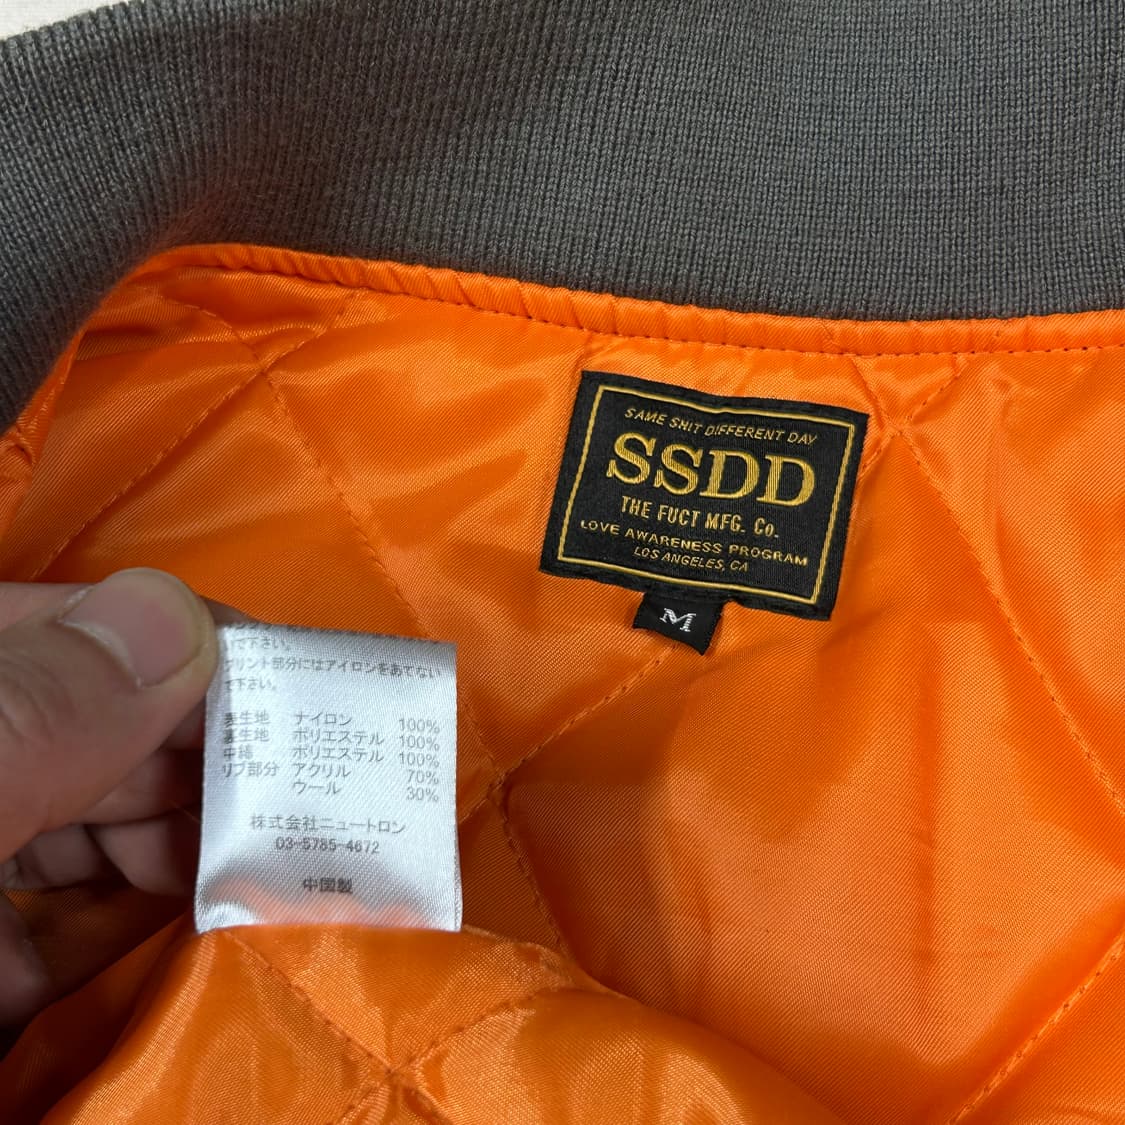 SAME SHIT DIFFERENT DAY
SSDD
THE FUCT MFG. Co.
LOVE AWARENESS PROGRAM
LOS ANGELES, CA
M
いで下さい。
プリント部分にはアイロンをあてない
で下さい。
表生地 ナイロン 100%
裏生地 ポリエステル 100%
中綿 ポリエステル 100%
リブ部分 アクリル 70%
ウール 30%
株式会社ニュートロン
03-5785-4672
中国製